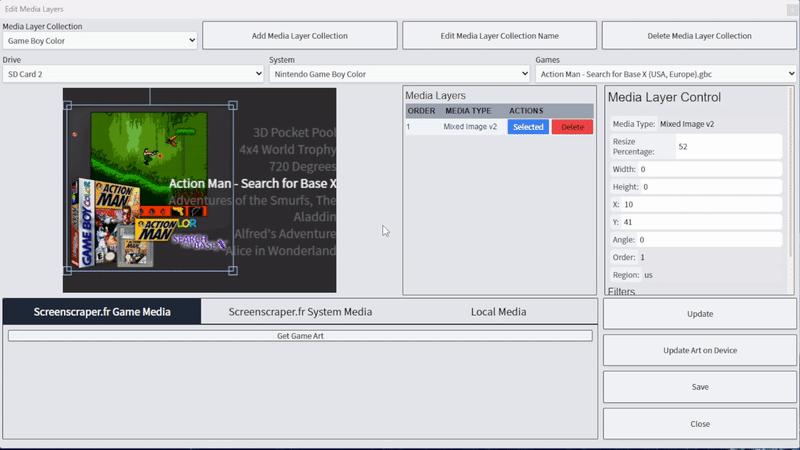 Edit Media Layers
Media Layer Collection
Game Boy Color
Add Media Layer Collection
Edit Media Layer Collection Name
Delete Media Layer Collection
Drive
System
Games
SD Card 2
Nintendo Game Boy Color
Action Man - Search for Base X (USA, Europe).gbc
3D Pocket Pool
4x4 World Trophy
720 Degrees
Action Man - Search for Base X
Adventures of the Smurfs, The
Aladdin
Alfred's Adventure
Alice in Wonderland
GAME BOY COLOR
ACTION MAN
ACTION MAN
SEARCH FOR BASE X
Media Layers
ORDER MEDIA TYPE ACTIONS
1 Mixed Image v2 Selected Delete
Media Layer Control
Media Type: Mixed Image v2
Resize Percentage: 52
Width: 0
Height: 0
X: 10
Y: 41
Angle: 0
Order: 1
Region: us
Filters
Screenscraper.fr Game Media
Screenscraper.fr System Media
Local Media
Get Game Art
Update
Update Art on Device
Save
Close